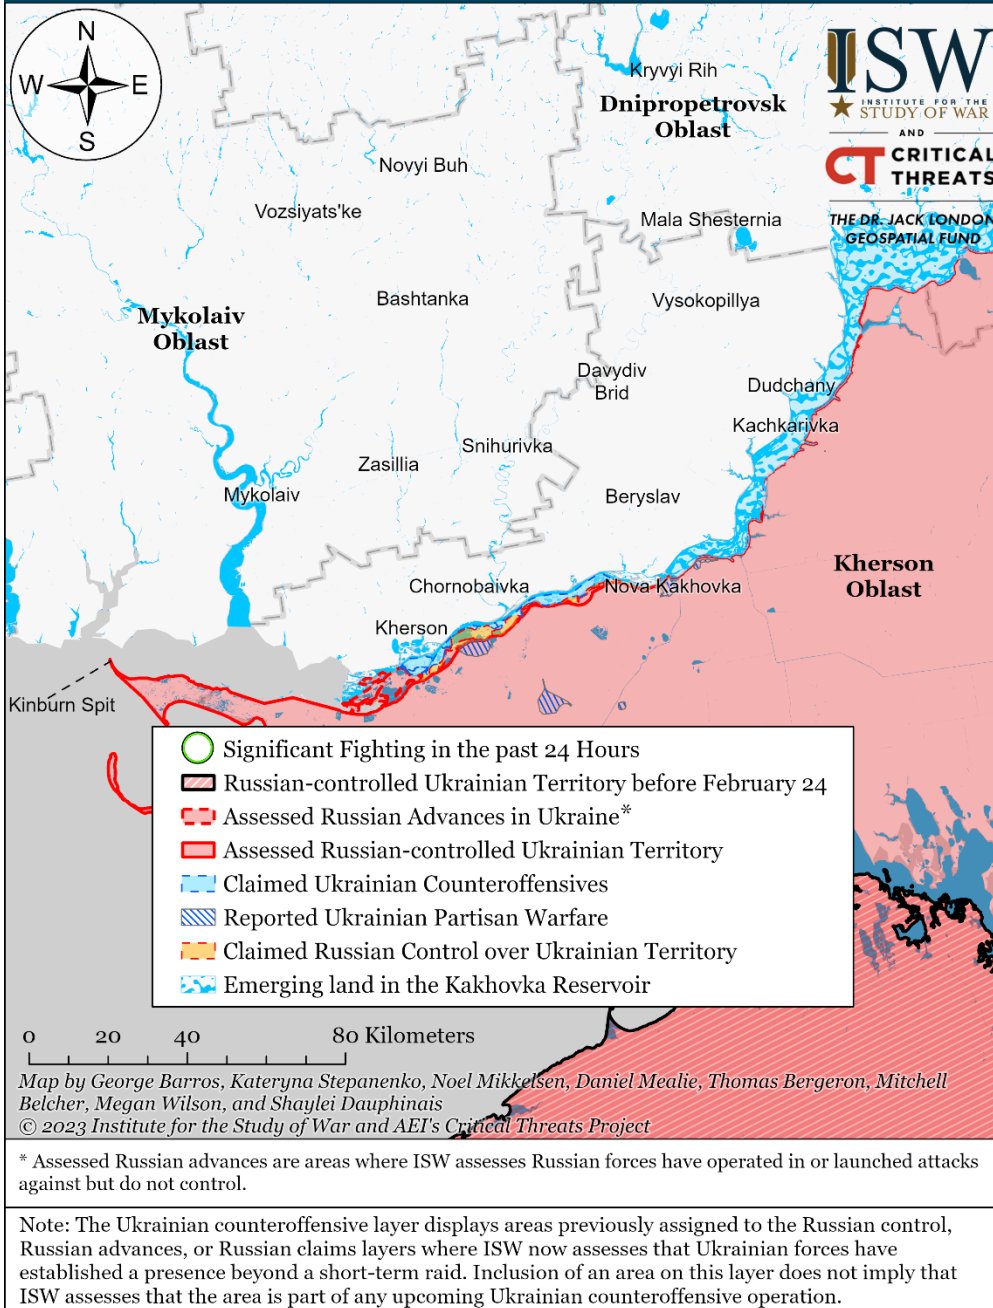 N
W E
S
ISW
INSTITUTE FOR THE
STUDY OF WAR
AND
CT CRITICAL
THREATS
THE DR. JACK LONDON
GEOSPATIAL FUND
Kryvyi Rih
Dnipropetrovsk
Oblast
Novyi Buh
Vozsiyats'ke
Mala Shesternia
Bashtanka
Vysokopillya
Mykolaiv
Oblast
Davydiv
Brid
Dudchany
Kachkarivka
Snihurivka
Zasillia
Mykolaiv
Beryslav
Kherson
Oblast
Chornobaivka
Nova Kakhovka
Kherson
Kinburn Spit
Significant Fighting in the past 24 Hours
Russian-controlled Ukrainian Territory before February 24
Assessed Russian Advances in Ukraine*
Assessed Russian-controlled Ukrainian Territory
Claimed Ukrainian Counteroffensives
Reported Ukrainian Partisan Warfare
Claimed Russian Control over Ukrainian Territory
Emerging land in the Kakhovka Reservoir
0 20 40 80 Kilometers
Map by George Barros, Kateryna Stepanenko, Noel Mikkelsen, Daniel Mealie, Thomas Bergeron, Mitchell
Belcher, Megan Wilson, and Shaylei Dauphinais
© 2023 Institute for the Study of War and AEI's Critical Threats Project
* Assessed Russian advances are areas where ISW assesses Russian forces have operated in or launched attacks
against but do not control.
Note: The Ukrainian counteroffensive layer displays areas previously assigned to the Russian control,
Russian advances, or Russian claims layers where ISW now assesses that Ukrainian forces have
established a presence beyond a short-term raid. Inclusion of an area on this layer does not imply that
ISW assesses that the area is part of any upcoming Ukrainian counteroffensive operation.